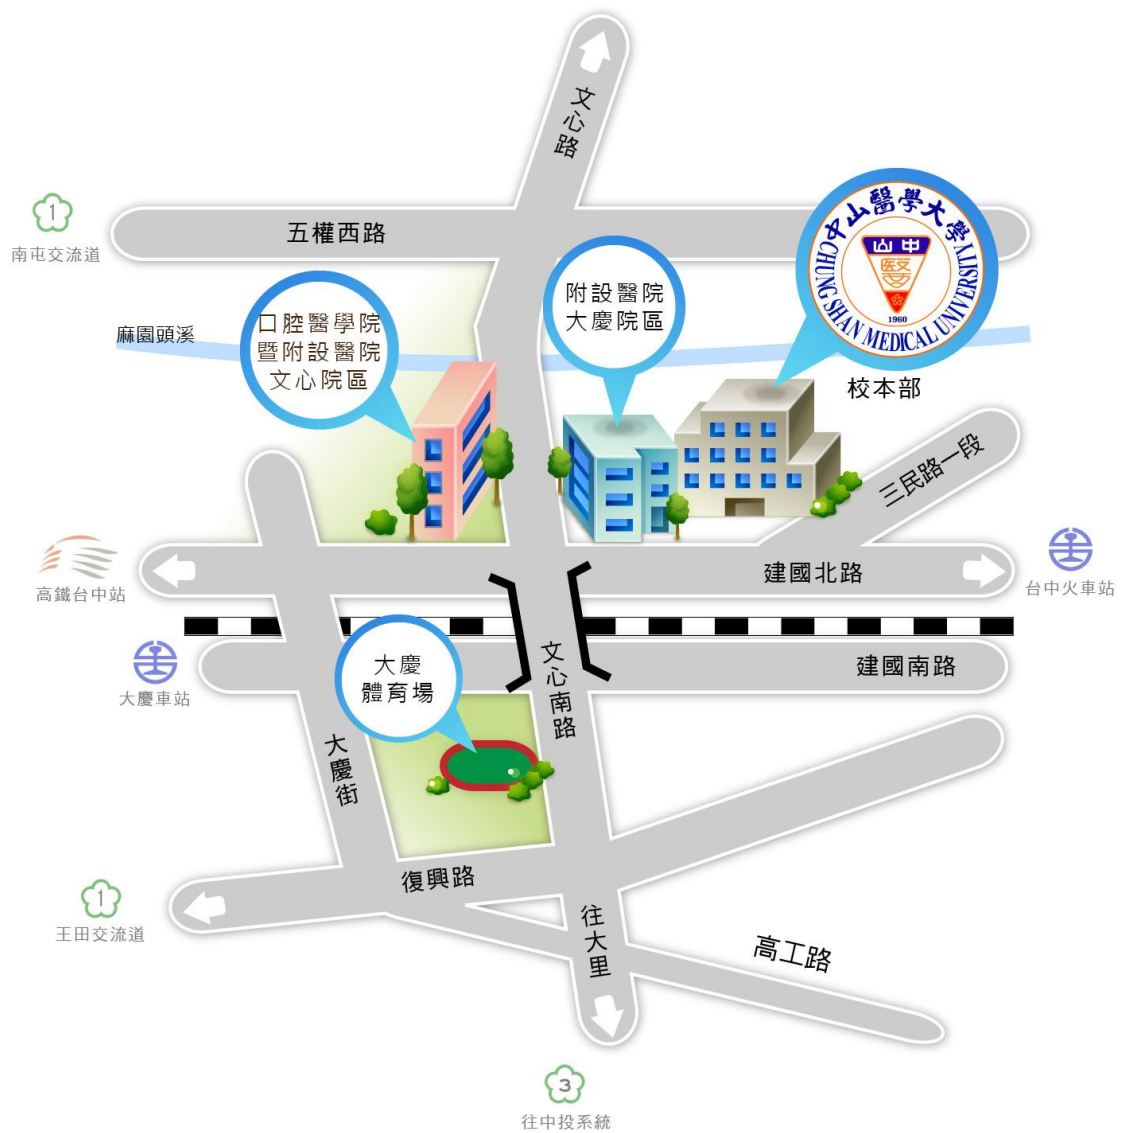 文心路
1
南屯交流道
五權西路
中山醫學大學
CHUNG SHAN MEDICAL UNIVERSITY
中山
醫
1960
附設醫院
大慶院區
口腔醫學院
暨附設醫院
文心院區
麻園頭溪
校本部
三民路一段
高鐵台中站
建國北路
台中火車站
大慶
體育場
文心南路
建國南路
大慶車站
大慶街
復興路
1
王田交流道
往大里
高工路
3
往中投系統